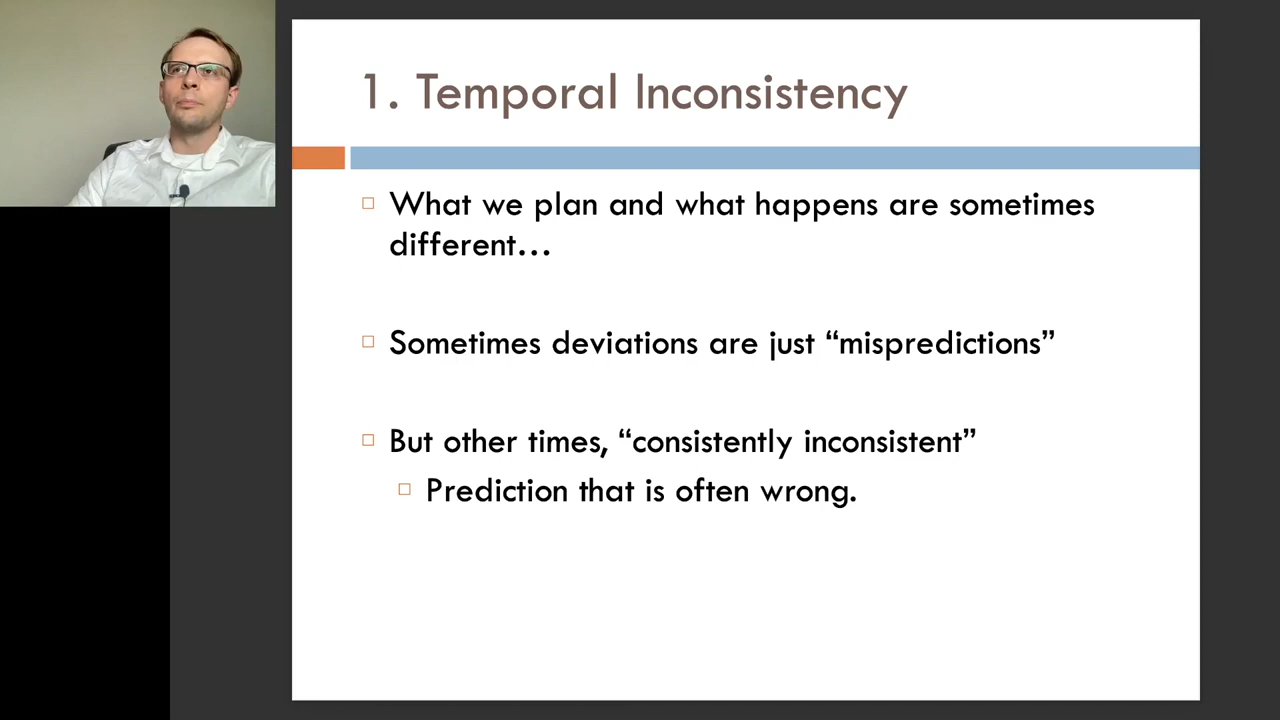 1. Temporal Inconsistency
What we plan and what happens are sometimes
different…
Sometimes deviations are just “mispredictions”
But other times, “consistently inconsistent”
Prediction that is often wrong.